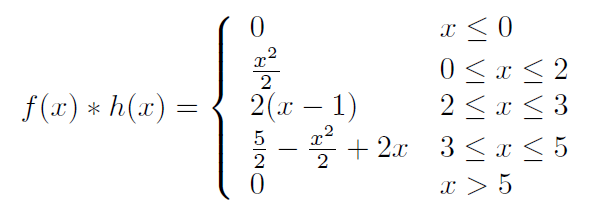 f(x) ∗ h(x) = { 0 x ≤ 0
x²/2 0 ≤ x ≤ 2
2(x − 1) 2 ≤ x ≤ 3
5/2 − x²/2 + 2x 3 ≤ x ≤ 5
0 x > 5